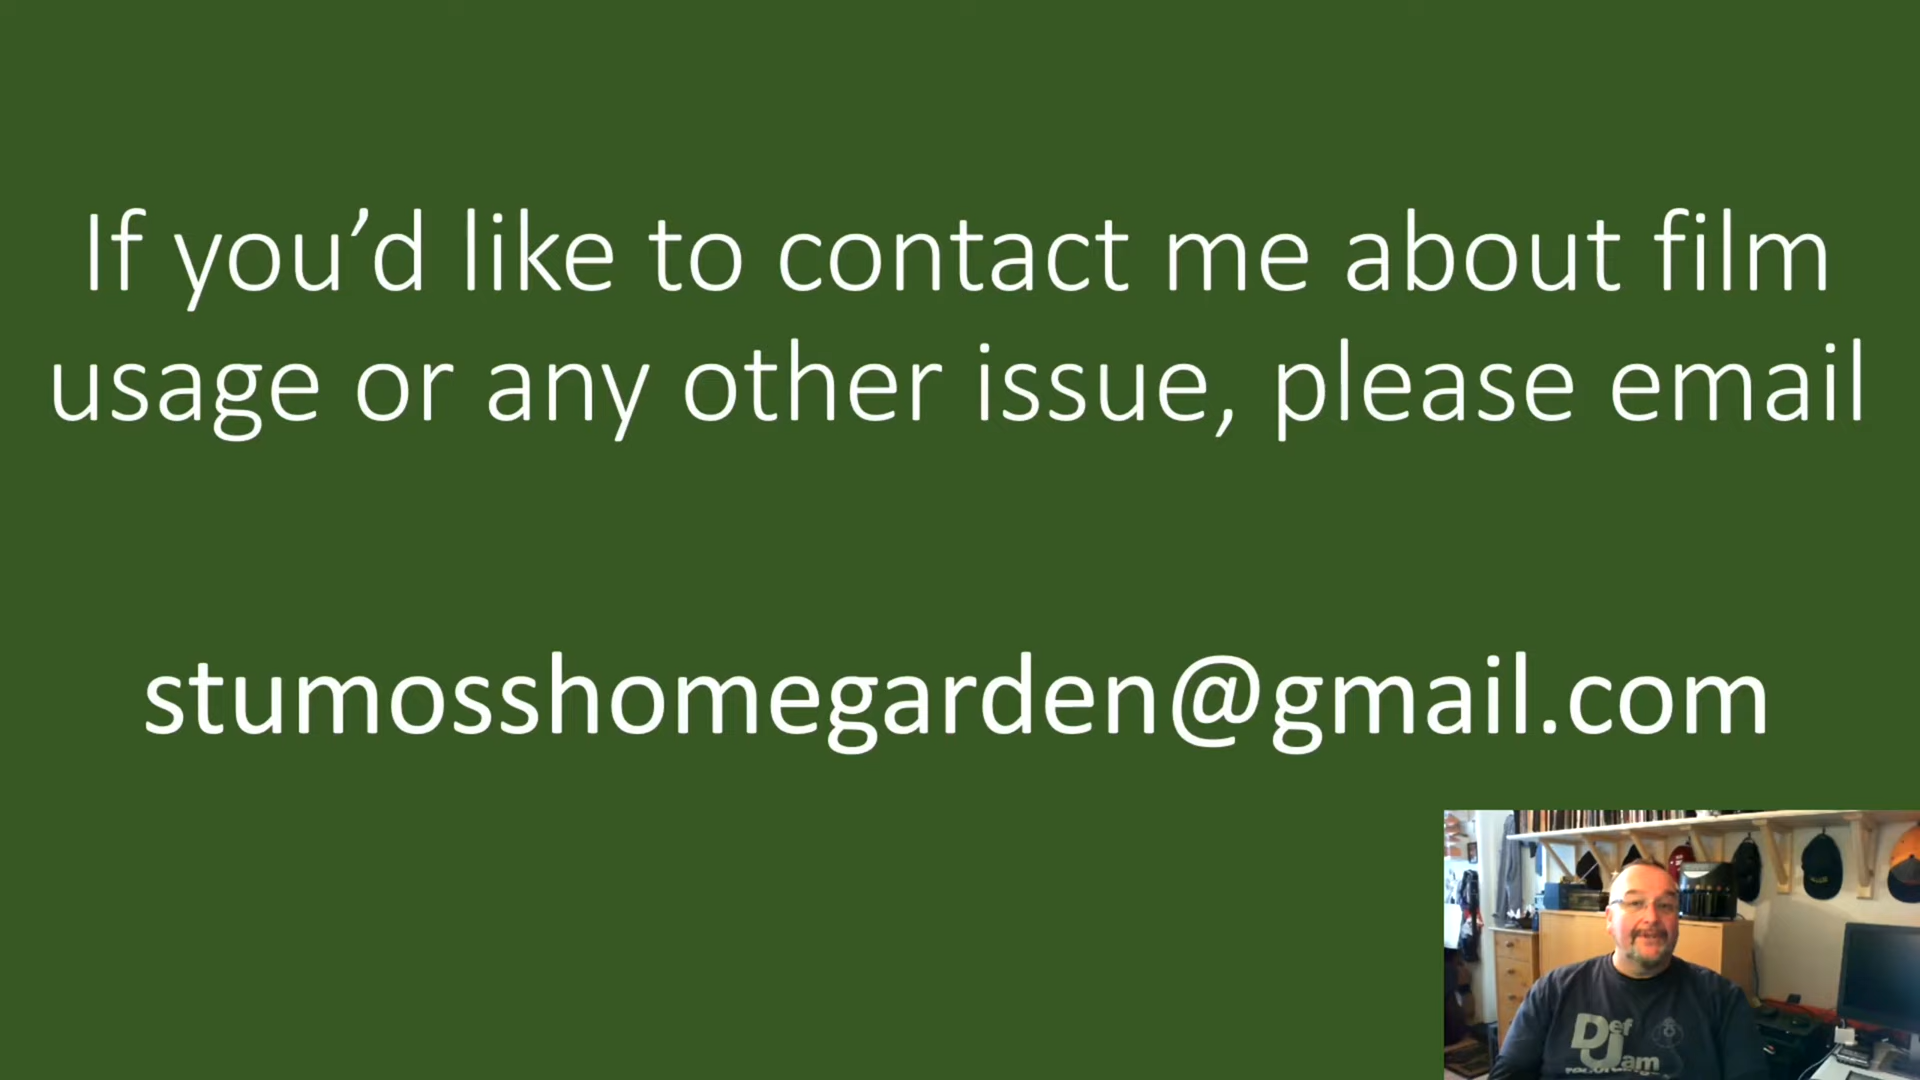 If you’d like to contact me about film
usage or any other issue, please email
stumosshomegarden@gmail.com
Def
Jam